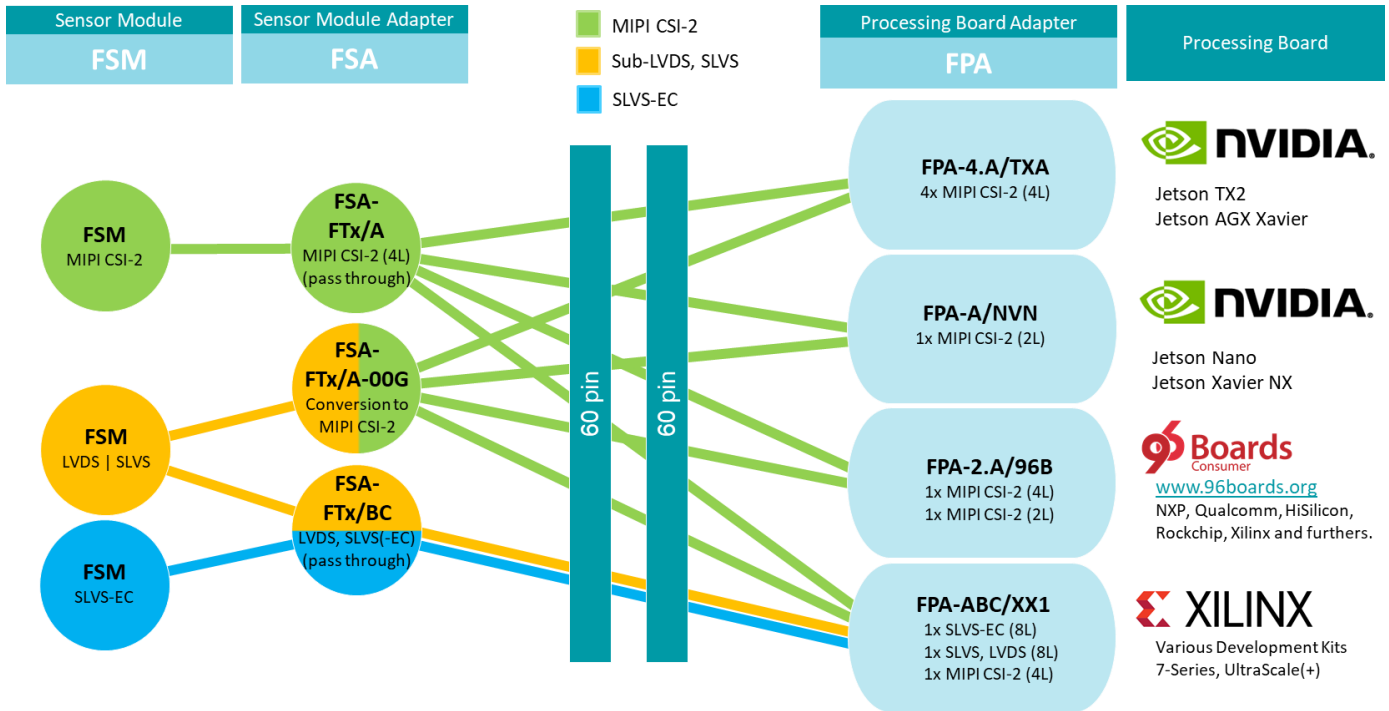 Sensor Module
FSM
Sensor Module Adapter
FSA
MIPI CSI-2
Sub-LVDS, SLVS
SLVS-EC
Processing Board Adapter
FPA
Processing Board
FSM
MIPI CSI-2
FSM
LVDS | SLVS
FSM
SLVS-EC
FSA-
FTx/A
MIPI CSI-2 (4L)
(pass through)
FSA-
FTx/A-00G
Conversion to
MIPI CSI-2
FSA-
FTx/BC
LVDS, SLVS(-EC)
(pass through)
60 pin
60 pin
FPA-4.A/TXA
4x MIPI CSI-2 (4L)
FPA-A/NVN
1x MIPI CSI-2 (2L)
FPA-2.A/96B
1x MIPI CSI-2 (4L)
1x MIPI CSI-2 (2L)
FPA-ABC/XX1
1x SLVS-EC (8L)
1x SLVS, LVDS (8L)
1x MIPI CSI-2 (4L)
NVIDIA.
Jetson TX2
Jetson AGX Xavier
NVIDIA.
Jetson Nano
Jetson Xavier NX
96 Boards
Consumer
www.96boards.org
NXP, Qualcomm, HiSilicon,
Rockchip, Xilinx and furthers.
XILINX
Various Development Kits
7-Series, UltraScale(+)